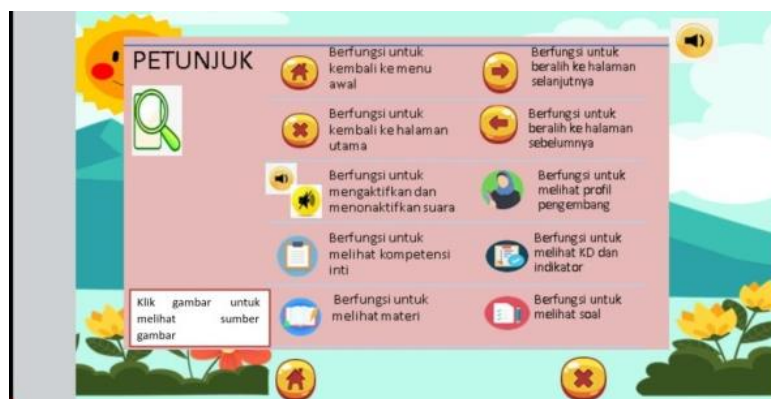 PETUNJUK
Berfungsi untuk
kembali ke menu
awal
Berfungsi untuk
beralih ke halaman
selanjutnya
Berfungsi untuk
kembali ke halaman
utama
Berfungsi untuk
beralih ke halaman
sebelumnya
Berfungsi untuk
mengaktifkan dan
menonaktifkan suara
Berfungsi untuk
melihat profil
pengembang
Berfungsi untuk
melihat kompetensi
inti
Berfungsi untuk
melihat KD dan
indikator
Berfungsi untuk
melihat materi
Berfungsi untuk
melihat soal
Klik gambar untuk
melihat sumber
gambar